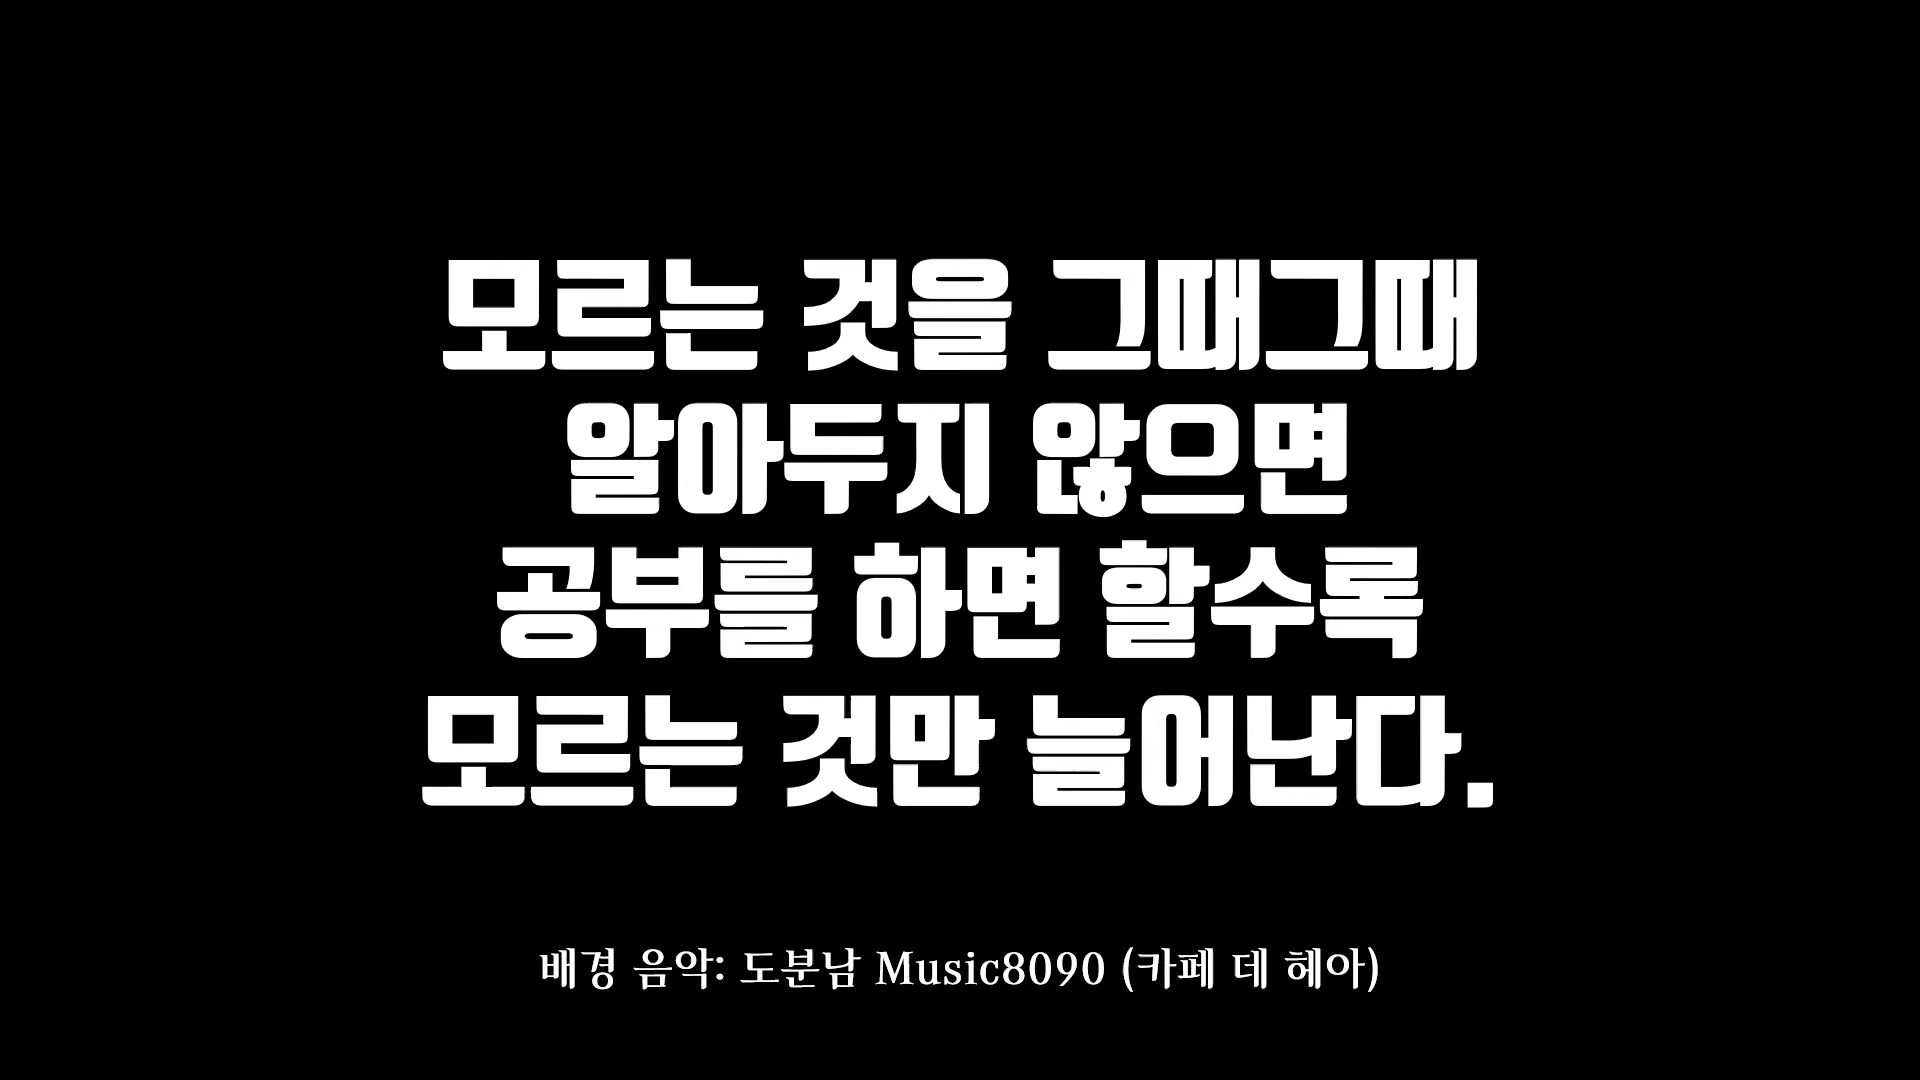 모르는 것을 그때그때
알아두지 않으면
공부를 하면 할수록
모르는 것만 늘어난다.
배경 음악: 도분남 Music8090 (카페 데 헤아)